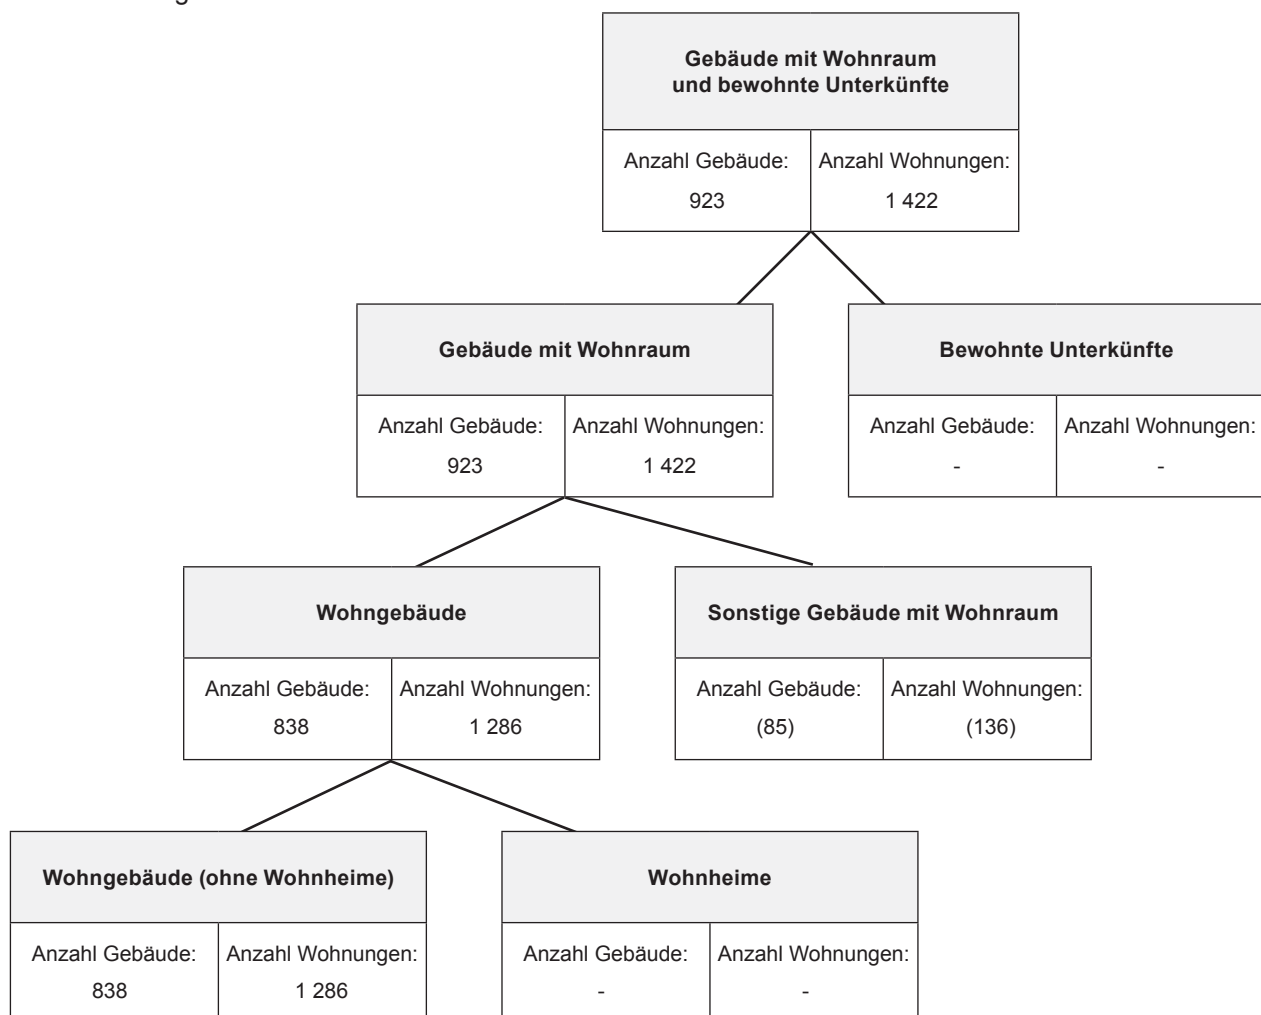 Gebäude mit Wohnraum
und bewohnte Unterkünfte
Anzahl Gebäude: Anzahl Wohnungen:
923 1 422
Gebäude mit Wohnraum Bewohnte Unterkünfte
Anzahl Gebäude: Anzahl Wohnungen: Anzahl Gebäude: Anzahl Wohnungen:
923 1 422 - -
Wohngebäude Sonstige Gebäude mit Wohnraum
Anzahl Gebäude: Anzahl Wohnungen: Anzahl Gebäude: Anzahl Wohnungen:
838 1 286 (85) (136)
Wohngebäude (ohne Wohnheime) Wohnheime
Anzahl Gebäude: Anzahl Wohnungen: Anzahl Gebäude: Anzahl Wohnungen:
838 1 286 - -